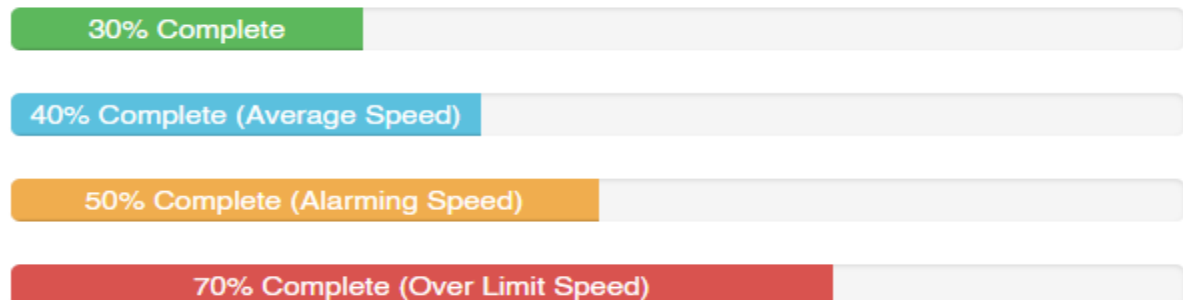 30% Complete
40% Complete (Average Speed)
50% Complete (Alarming Speed)
70% Complete (Over Limit Speed)